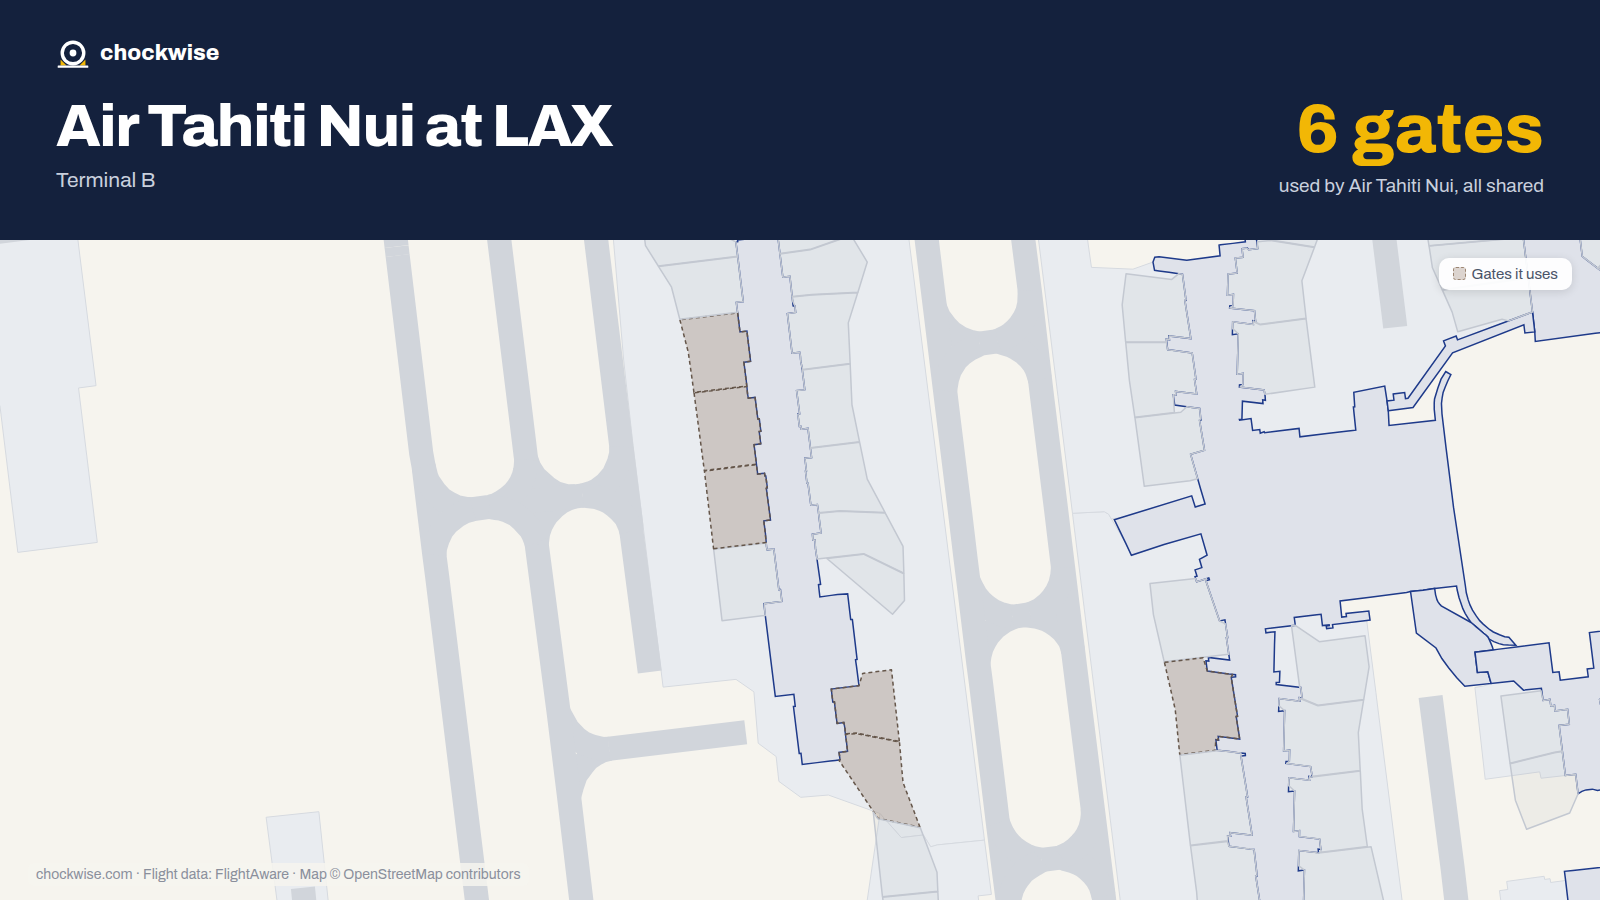 chockwise
Air Tahiti Nui at LAX
Terminal B
6 gates
used by Air Tahiti Nui, all shared
Gates it uses
chockwise.com · Flight data: FlightAware · Map © OpenStreetMap contributors